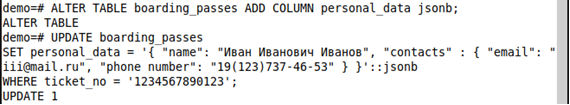 demo=# ALTER TABLE boarding_passes ADD COLUMN personal_data jsonb;
ALTER TABLE
demo=# UPDATE boarding_passes
SET personal_data = '{ "name": "Иван Иванович Иванов", "contacts" : { "email": "
iii@mail.ru", "phone number": "19(123)737-46-53" } }'::jsonb
WHERE ticket_no = '1234567890123';
UPDATE 1